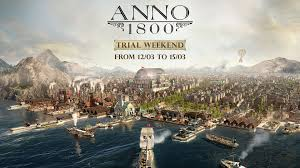 ANNO
1800
TRIAL WEEKEND
FROM 12/03 TO 15/03